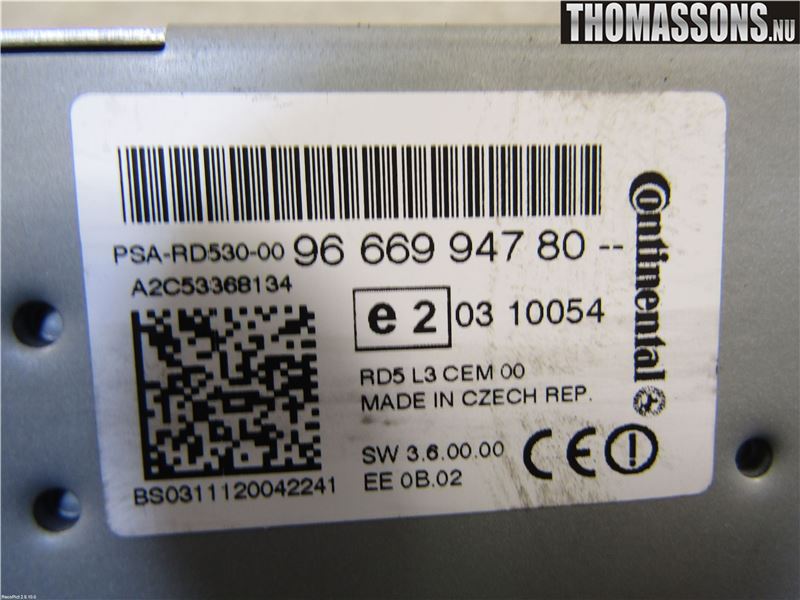 THOMASSONS.NU
PSA-RD530-00 96 669 947 80 --
A2C53368134
e 2 03 10054
RD5 L3 CEM 00
MADE IN CZECH REP.
SW 3.6.00.00
EE 0B.02
BS0311120042241
CE
Continental